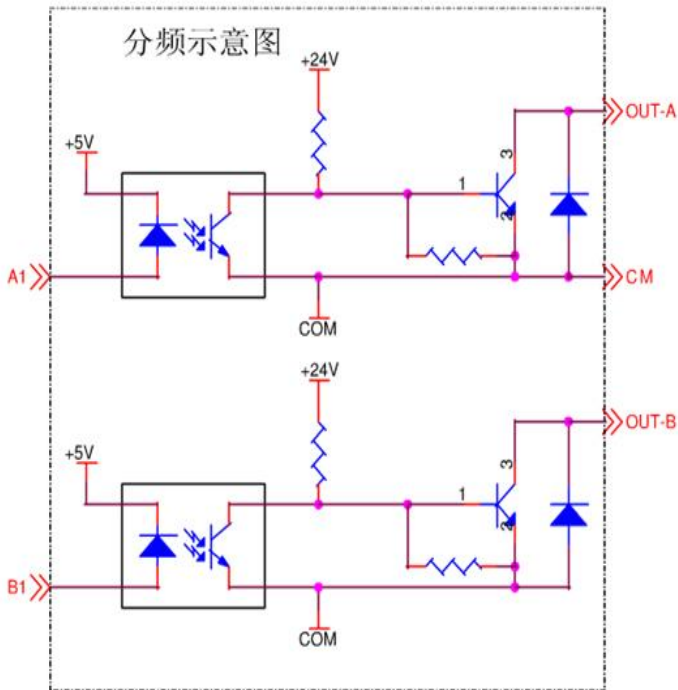 分频示意图
+24V
OUT-A
+5V
3
1
2
A1
CM
COM
+24V
OUT-B
+5V
3
1
2
B1
COM